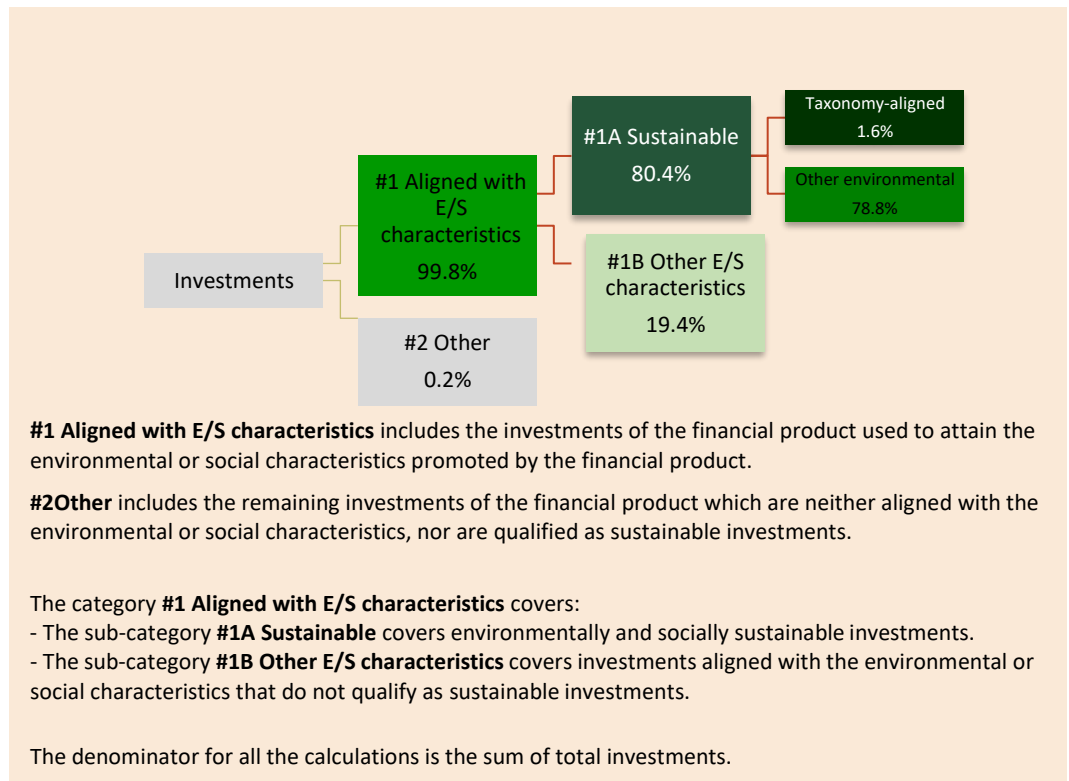 Investments
#1 Aligned with
E/S
characteristics
99.8%
#2 Other
0.2%
#1A Sustainable
80.4%
#1B Other E/S
characteristics
19.4%
Taxonomy-aligned
1.6%
Other environmental
78.8%
#1 Aligned with E/S characteristics includes the investments of the financial product used to attain the
environmental or social characteristics promoted by the financial product.
#2Other includes the remaining investments of the financial product which are neither aligned with the
environmental or social characteristics, nor are qualified as sustainable investments.
The category #1 Aligned with E/S characteristics covers:
- The sub-category #1A Sustainable covers environmentally and socially sustainable investments.
- The sub-category #1B Other E/S characteristics covers investments aligned with the environmental or
social characteristics that do not qualify as sustainable investments.
The denominator for all the calculations is the sum of total investments.